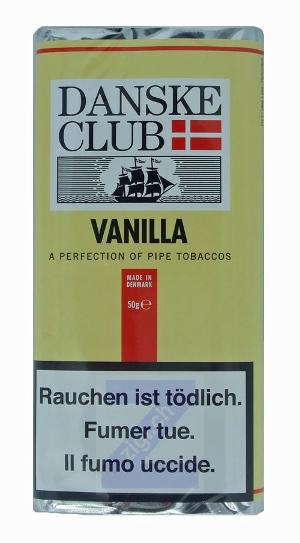 DANSKE
CLUB
VANILLA
A PERFECTION OF PIPE TOBACCOS
MADE IN
DENMARK
50g℮
Rauchen ist tödlich.
Fumer tue.
Il fumo uccide.